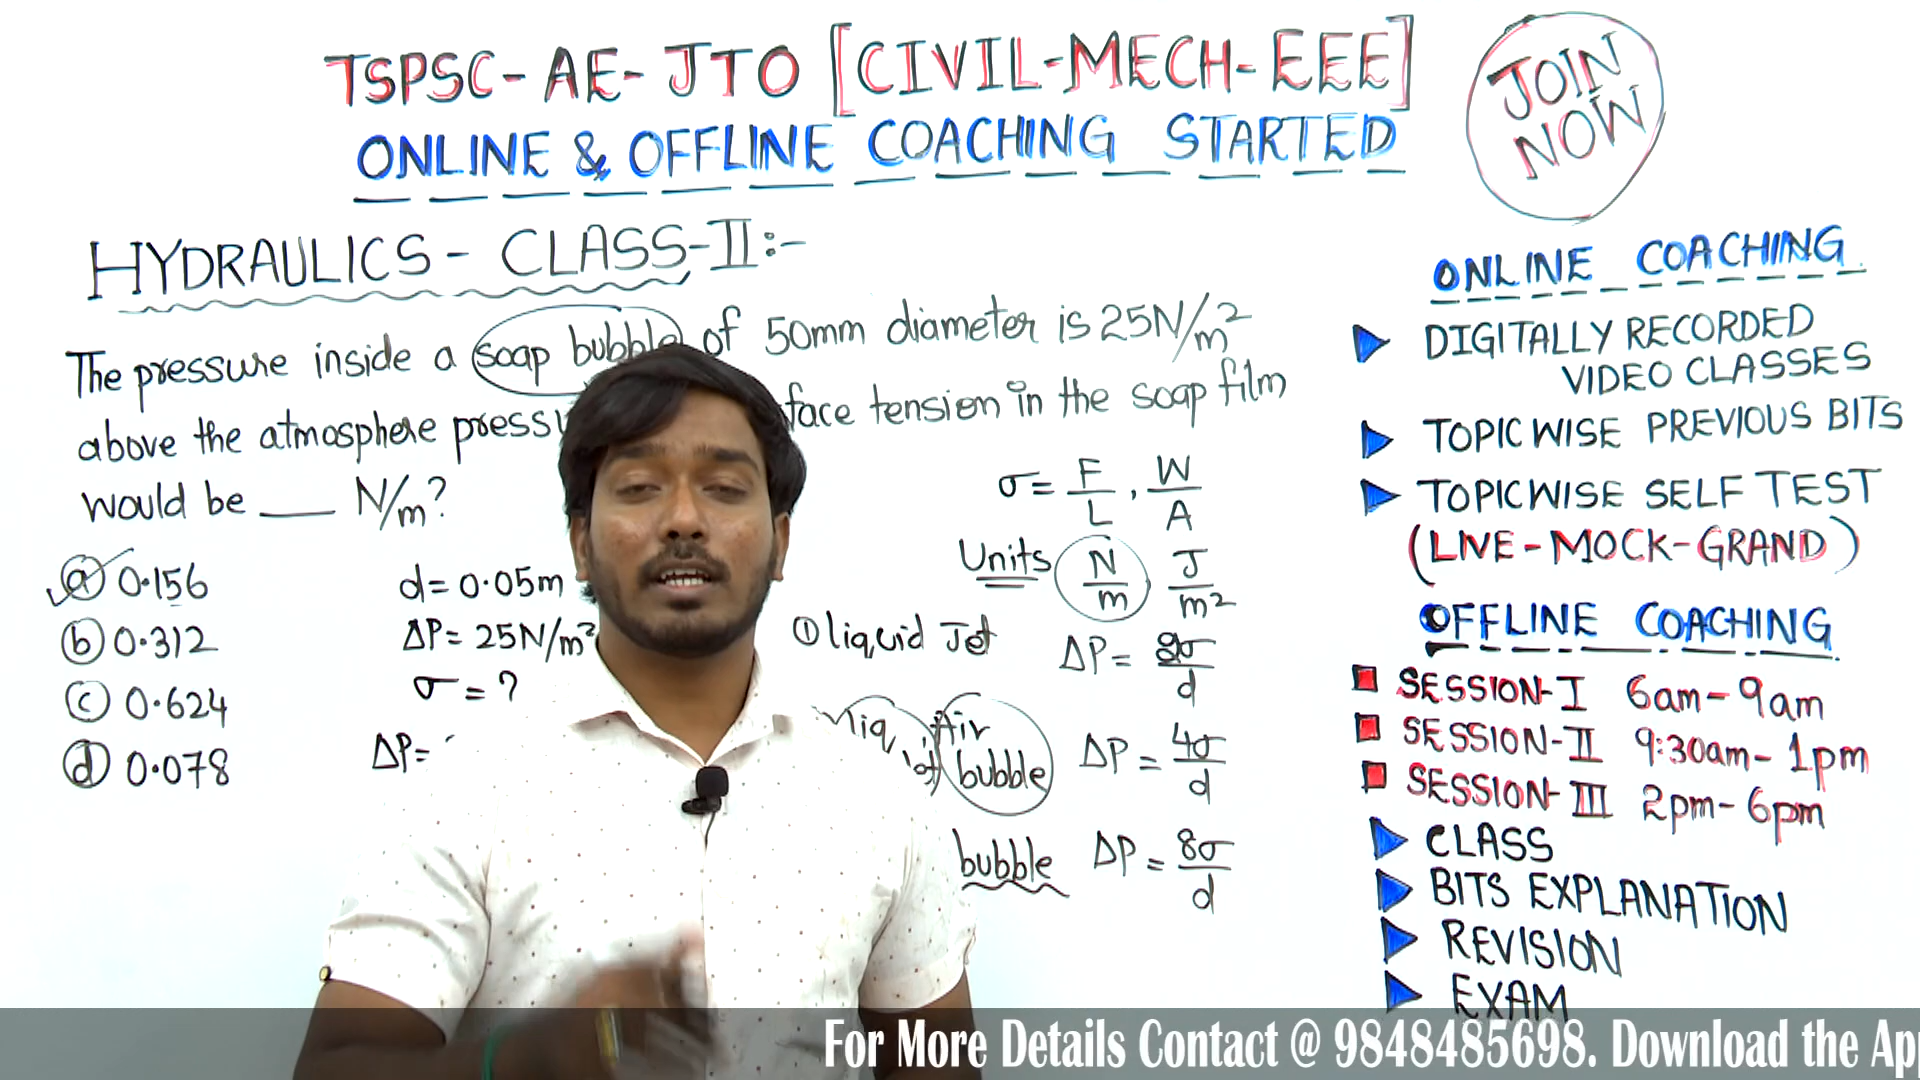 TSPSC-AE-JTO [CIVIL-MECH-EEE]
ONLINE & OFFLINE COACHING STARTED
JOIN
NOW
HYDRAULICS - CLASS-II:-
The pressure inside a soap bubble of 50mm diameter is 25N/m²
above the atmosphere face tension in the soap film
would be ___ N/m?
(a) 0.156
(b) 0.312
(c) 0.624
(d) 0.078
d = 0.05m
ΔP = 25N/m²
σ = ?
ΔP=
σ = F/L, W/A
Units N/m J/m²
① liquid Jet ΔP = 2σ/d
Air bubble ΔP = 4σ/d
bubble ΔP = 8σ/d
ONLINE COACHING
DIGITALLY RECORDED
VIDEO CLASSES
TOPICWISE PREVIOUS BITS
TOPICWISE SELF TEST
(LIVE-MOCK-GRAND)
OFFLINE COACHING
SESSION-I 6am-9am
SESSION-II 9:30am-1pm
SESSION-III 2pm-6pm
CLASS
BITS EXPLANATION
REVISION
EXAM
For More Details Contact @ 9848485698. Download the Ap